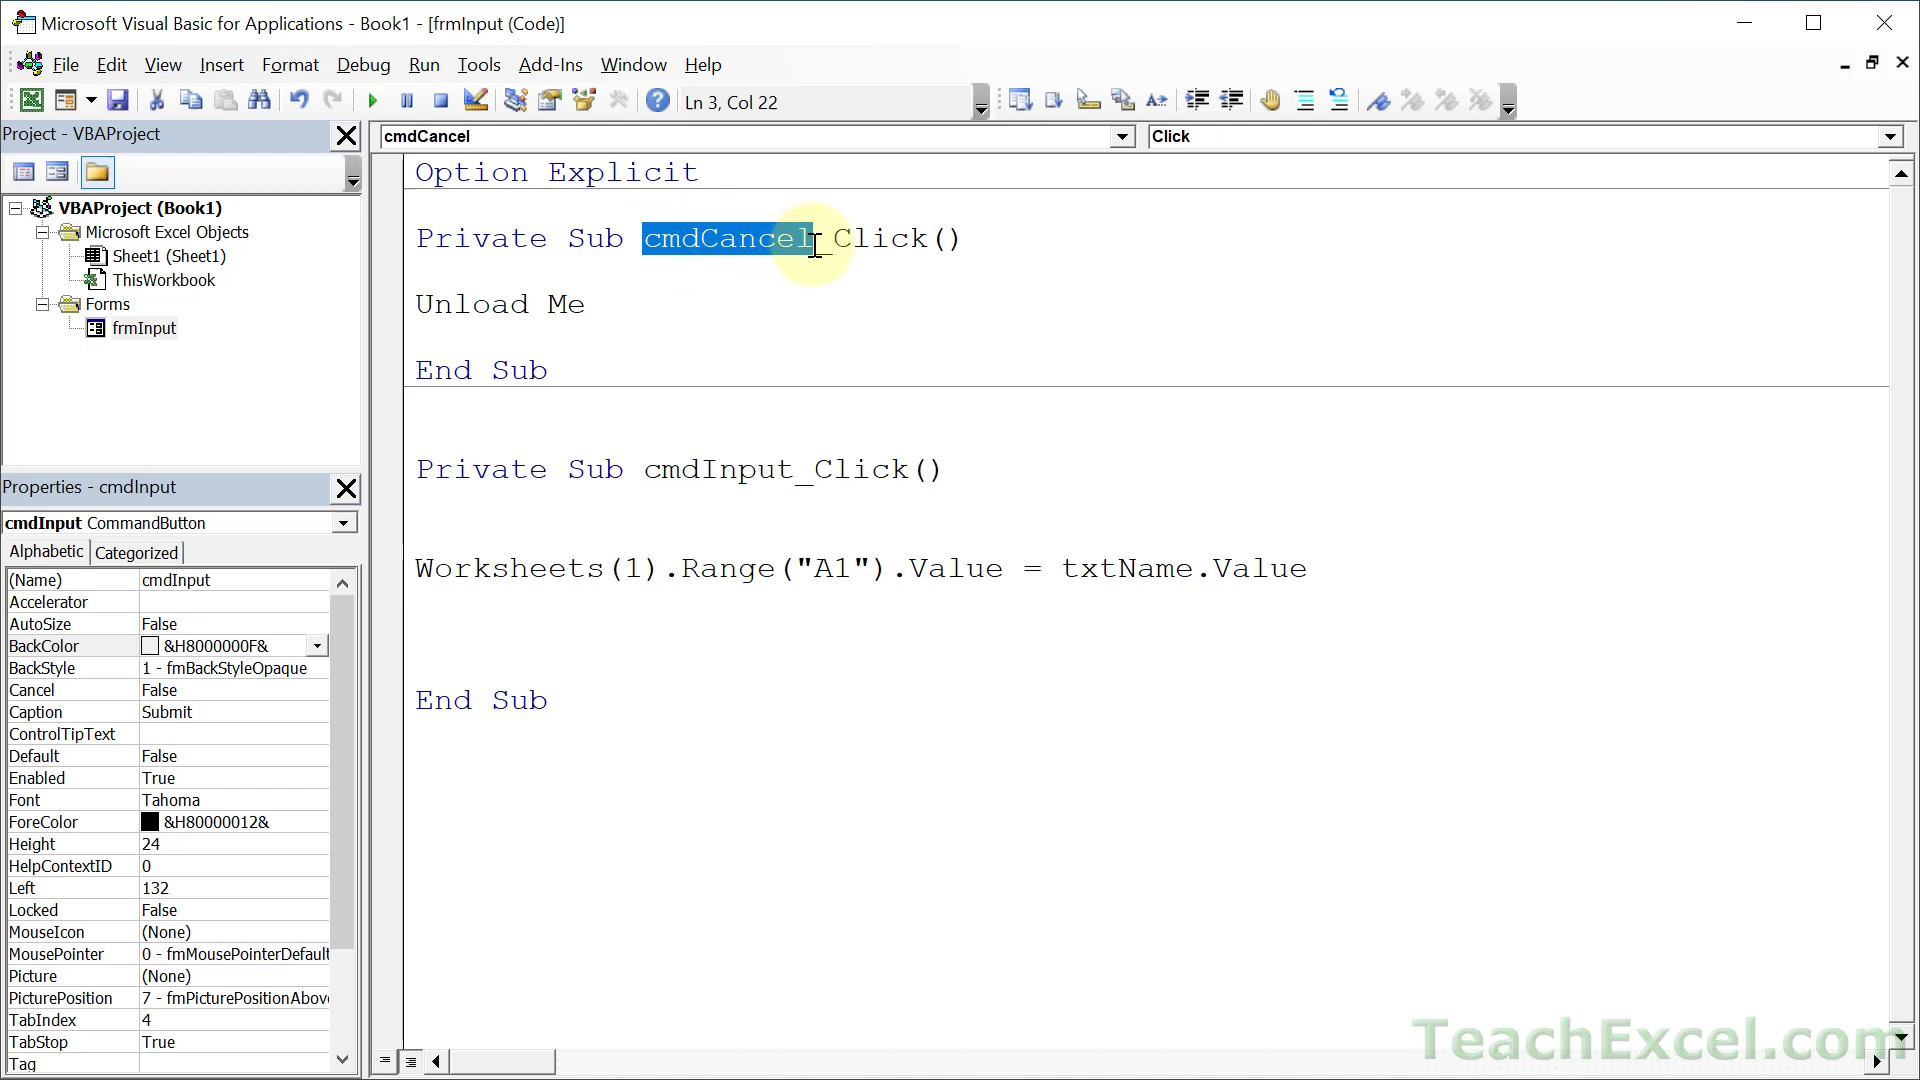 Microsoft Visual Basic for Applications - Book1 - [frmInput (Code)]
File Edit View Insert Format Debug Run Tools Add-Ins Window Help
Ln 3, Col 22
Project - VBAProject
cmdCancel
Click
VBAProject (Book1)
Microsoft Excel Objects
Sheet1 (Sheet1)
ThisWorkbook
Forms
frmInput
Properties - cmdInput
cmdInput CommandButton
Alphabetic Categorized
(Name) cmdInput
Accelerator
AutoSize False
BackColor &H8000000F&
BackStyle 1 - fmBackStyleOpaque
Cancel False
Caption Submit
ControlTipText
Default False
Enabled True
Font Tahoma
ForeColor &H80000012&
Height 24
HelpContextID 0
Left 132
Locked False
MouseIcon (None)
MousePointer 0 - fmMousePointerDefault
Picture (None)
PicturePosition 7 - fmPicturePositionAbov
TabIndex 4
TabStop True
Tag
Option Explicit
Private Sub cmdCancel_Click()
Unload Me
End Sub
Private Sub cmdInput_Click()
Worksheets(1).Range("A1").Value = txtName.Value
End Sub
TeachExcel.com